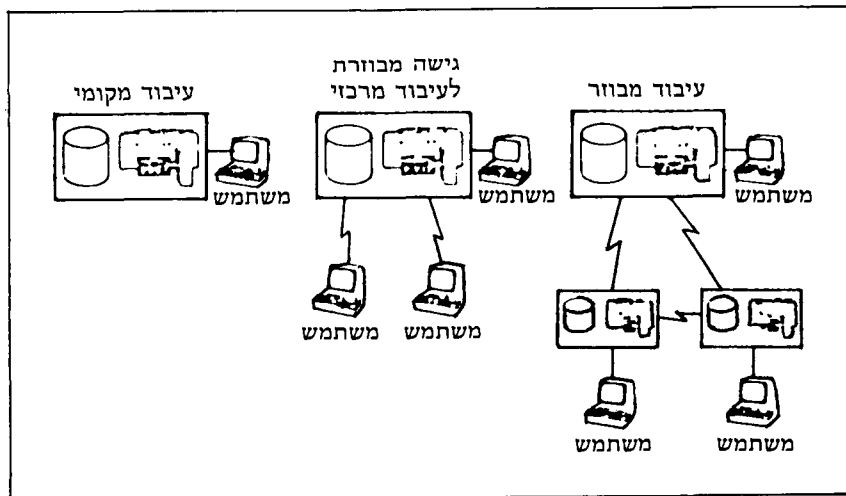 עיבוד מבוזר
גישה מבוזרת
לעיבוד מרכזי
עיבוד מקומי
משתמש
משתמש
משתמש
משתמש
משתמש
משתמש
משתמש